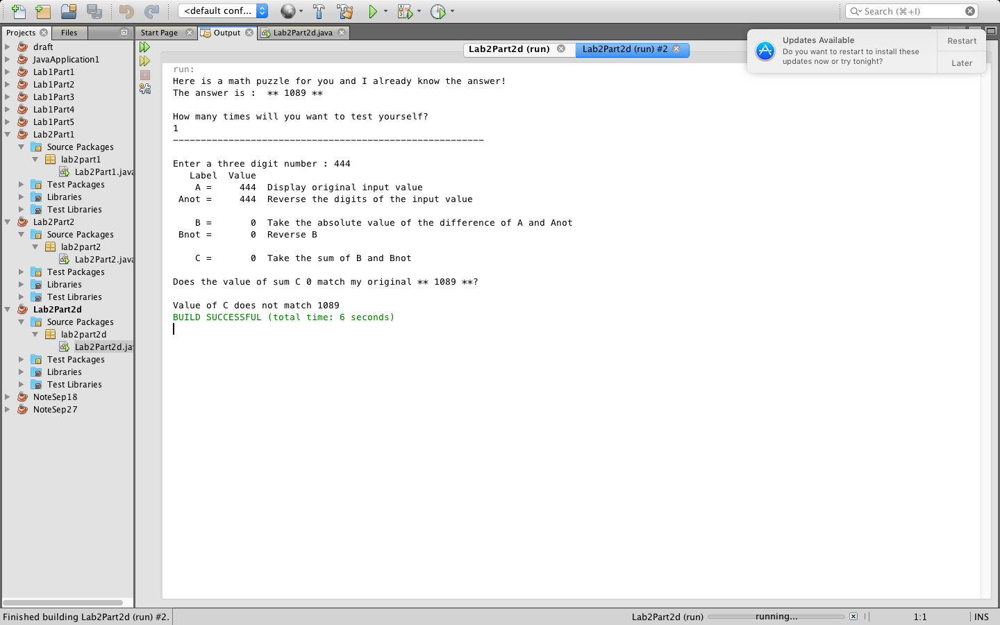 <default conf...
Search (⌘+I)
Projects
Files
Start Page
Output
Lab2Part2d.java
Updates Available
Do you want to restart to install these
updates now or try tonight?
Restart
Later
draft
JavaApplication1
Lab1Part1
Lab1Part2
Lab1Part3
Lab1Part4
Lab1Part5
Lab2Part1
Source Packages
lab2part1
Lab2Part1.java
Test Packages
Libraries
Test Libraries
Lab2Part2
Source Packages
lab2part2
Lab2Part2.java
Test Packages
Libraries
Test Libraries
Lab2Part2d
Source Packages
lab2part2d
Lab2Part2d.ja
Test Packages
Libraries
Test Libraries
NoteSep18
NoteSep27
Lab2Part2d (run)
Lab2Part2d (run) #2
run:
Here is a math puzzle for you and I already know the answer!
The answer is :  ** 1089 **
How many times will you want to test yourself?
1
--------------------------------------------------------
Enter a three digit number : 444
Label  Value
A =     444  Display original input value
Anot =     444  Reverse the digits of the input value
B =       0  Take the absolute value of the difference of A and Anot
Bnot =       0  Reverse B
C =       0  Take the sum of B and Bnot
Does the value of sum C 0 match my original ** 1089 **?
Value of C does not match 1089
BUILD SUCCESSFUL (total time: 6 seconds)
Finished building Lab2Part2d (run) #2.
Lab2Part2d (run)
running...
1:1
INS